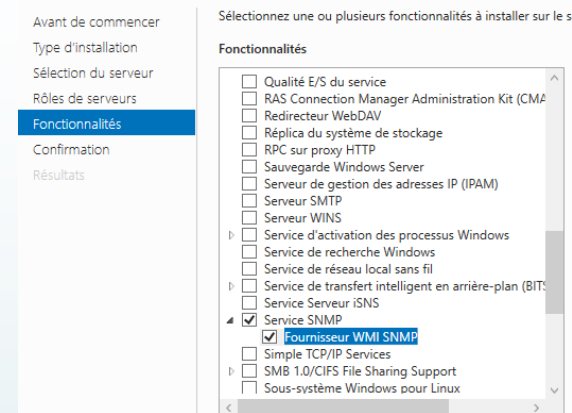 Avant de commencer
Type d'installation
Sélection du serveur
Rôles de serveurs
Fonctionnalités
Confirmation
Résultats
Sélectionnez une ou plusieurs fonctionnalités à installer sur le s
Fonctionnalités
Qualité E/S du service
RAS Connection Manager Administration Kit (CMA
Redirecteur WebDAV
Réplica du système de stockage
RPC sur proxy HTTP
Sauvegarde Windows Server
Serveur de gestion des adresses IP (IPAM)
Serveur SMTP
Serveur WINS
Service d'activation des processus Windows
Service de recherche Windows
Service de réseau local sans fil
Service de transfert intelligent en arrière-plan (BITS
Service Serveur iSNS
Service SNMP
Fournisseur WMI SNMP
Simple TCP/IP Services
SMB 1.0/CIFS File Sharing Support
Sous-système Windows pour Linux